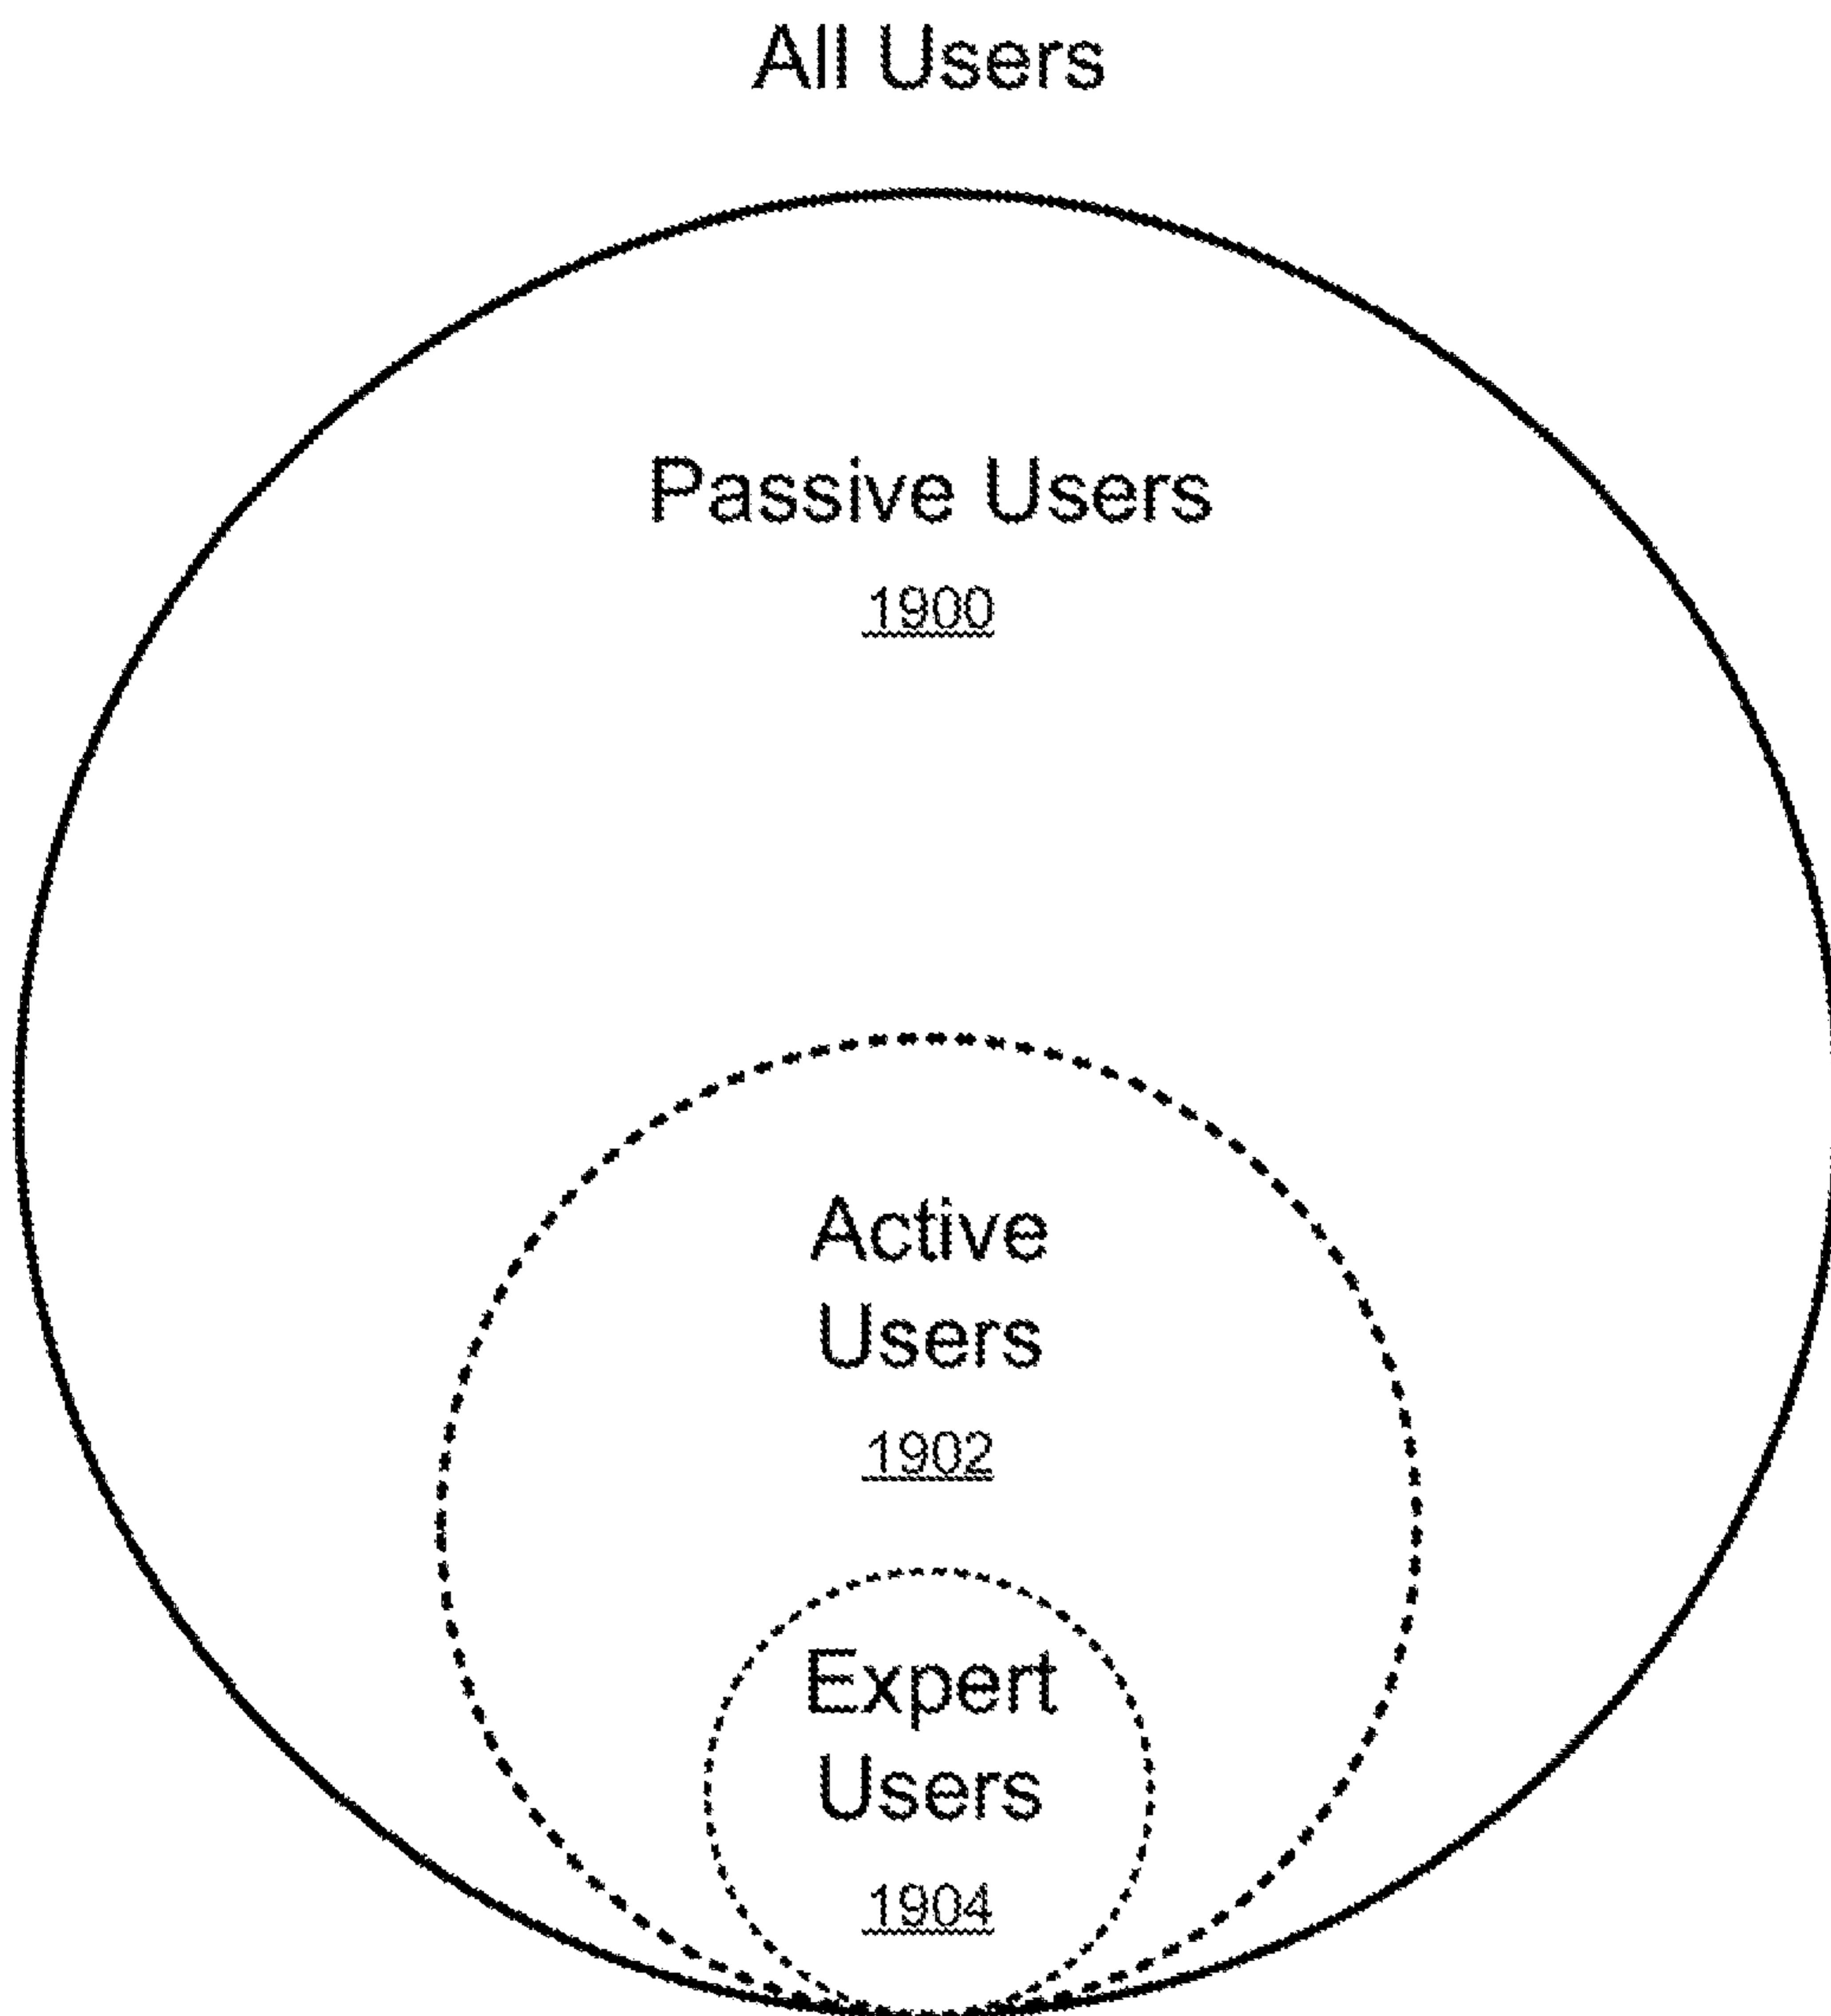 All Users
Passive Users
1900
Active
Users
1902
Expert
Users
1904